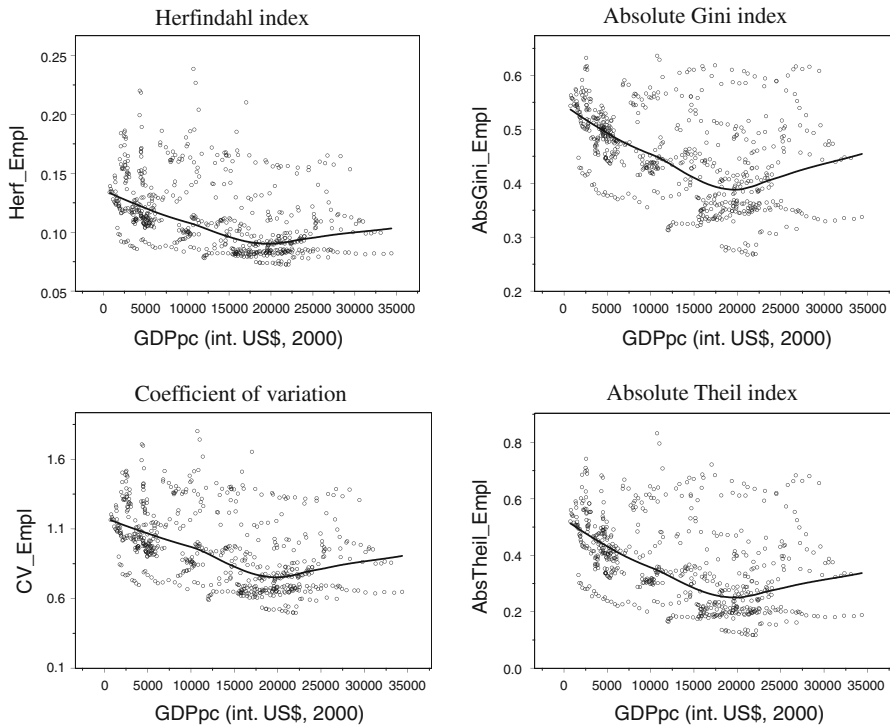 Herfindahl index
Herf_Empl
0.25
0.20
0.15
0.10
0.05
0 5000 10000 15000 20000 25000 30000 35000
GDPpc (int. US$, 2000)
Absolute Gini index
AbsGini_Empl
0.6
0.5
0.4
0.3
0.2
0 5000 10000 15000 20000 25000 30000 35000
GDPpc (int. US$, 2000)
Coefficient of variation
CV_Empl
1.6
1.1
0.6
0.1
0 5000 10000 15000 20000 25000 30000 35000
GDPpc (int. US$, 2000)
Absolute Theil index
AbsTheil_Empl
0.8
0.6
0.4
0.2
0.0
0 5000 10000 15000 20000 25000 30000 35000
GDPpc (int. US$, 2000)